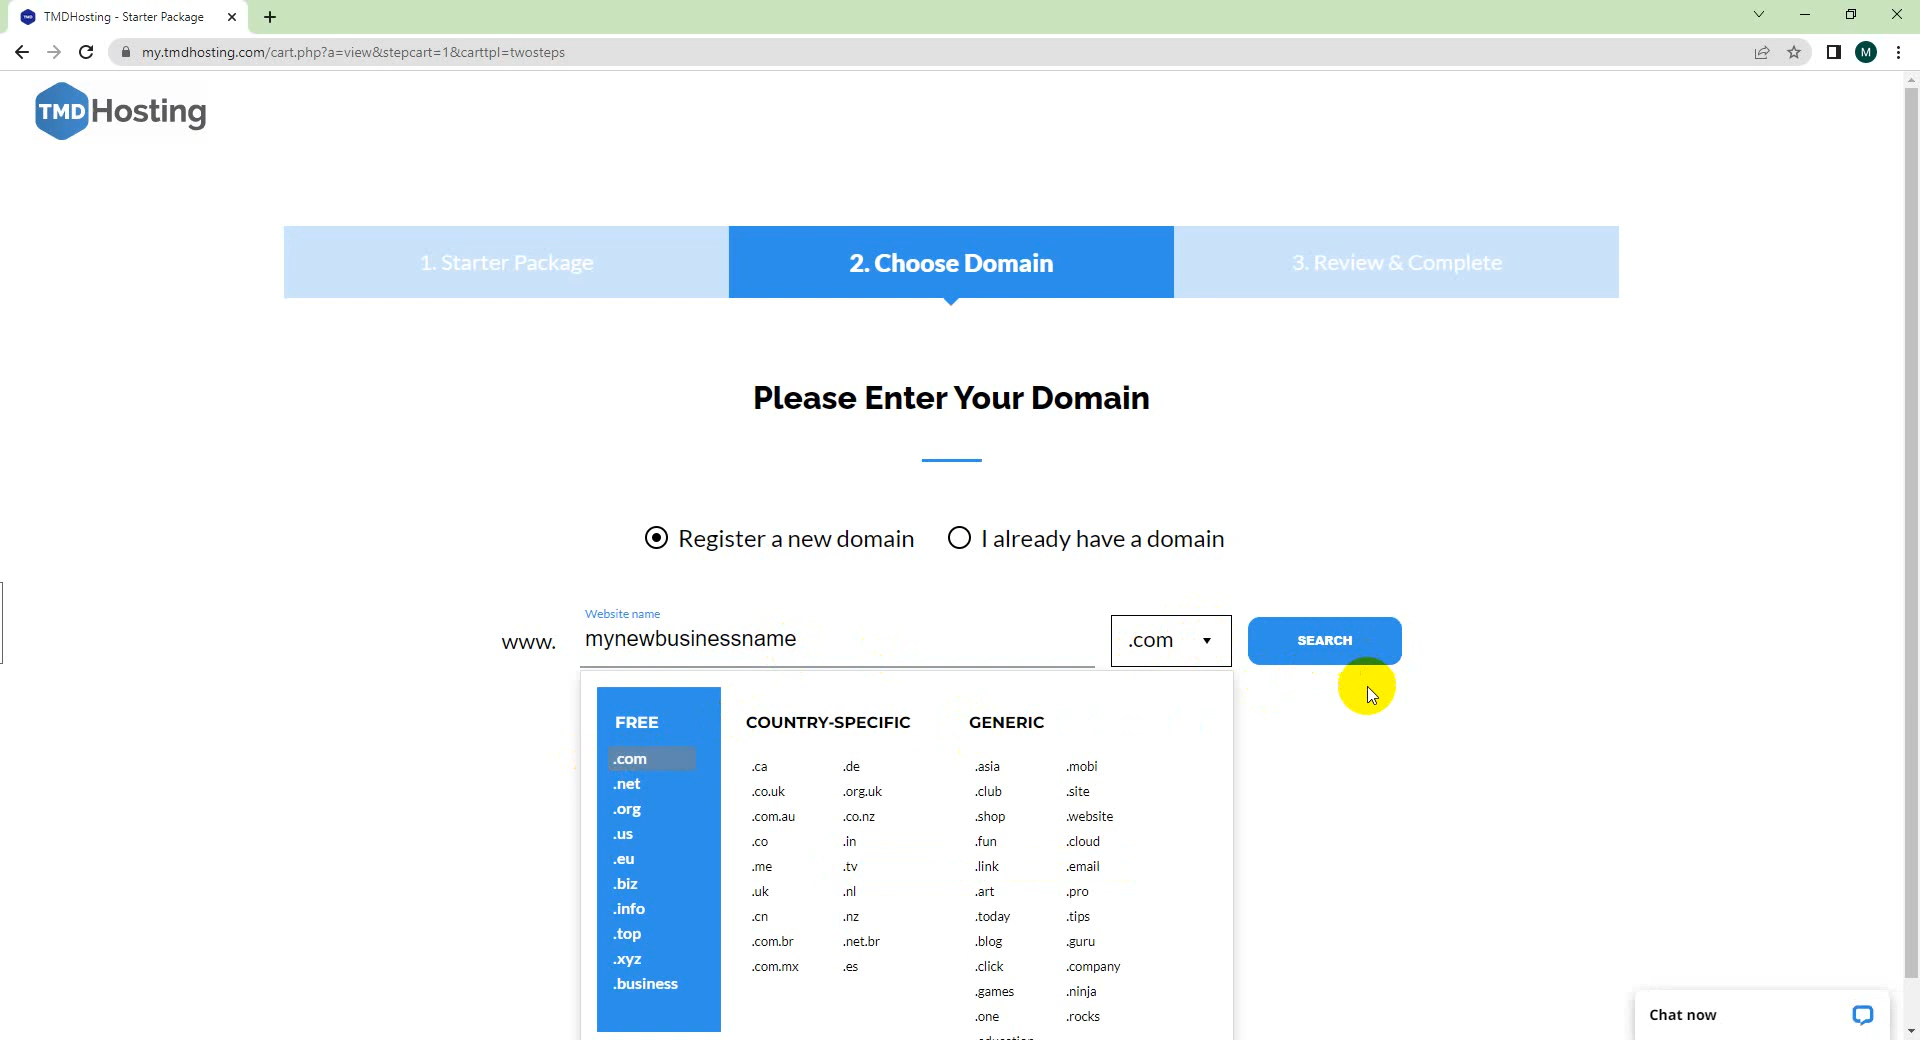 TMDHosting - Starter Package
my.tmdhosting.com/cart.php?a=view&stepcart=1&carttpl=twosteps
M
TMD Hosting
1. Starter Package
2. Choose Domain
3. Review & Complete
Please Enter Your Domain
Register a new domain
I already have a domain
Website name
www.
mynewbusinessname
.com
SEARCH
FREE
.com
.net
.org
.us
.eu
.biz
.info
.top
.xyz
.business
COUNTRY-SPECIFIC
.ca .de
.co.uk .org.uk
.com.au .co.nz
.co .in
.me .tv
.uk .nl
.cn .nz
.com.br .net.br
.com.mx .es
GENERIC
.asia .mobi
.club .site
.shop .website
.fun .cloud
.link .email
.art .pro
.today .tips
.blog .guru
.click .company
.games .ninja
.one .rocks
Chat now